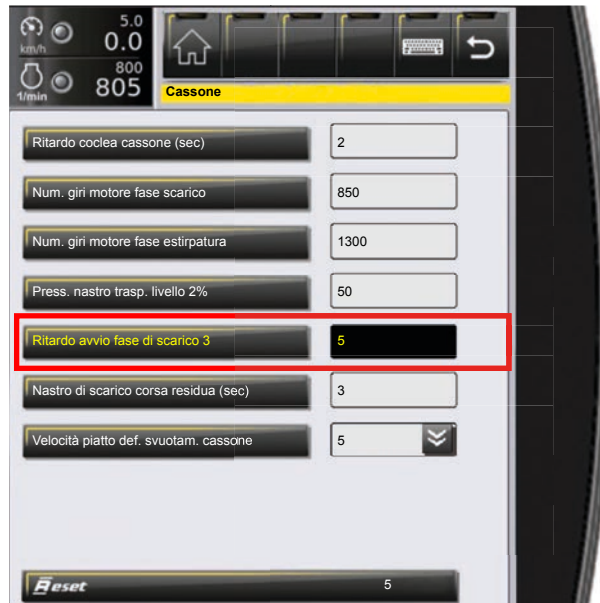 5.0
km/h 0.0
800
1/min 805
Cassone
Ritardo coclea cassone (sec) 2
Num. giri motore fase scarico 850
Num. giri motore fase estirpatura 1300
Press. nastro trasp. livello 2% 50
Ritardo avvio fase di scarico 3 5
Nastro di scarico corsa residua (sec) 3
Velocità piatto def. svuotam. cassone 5
Reset 5